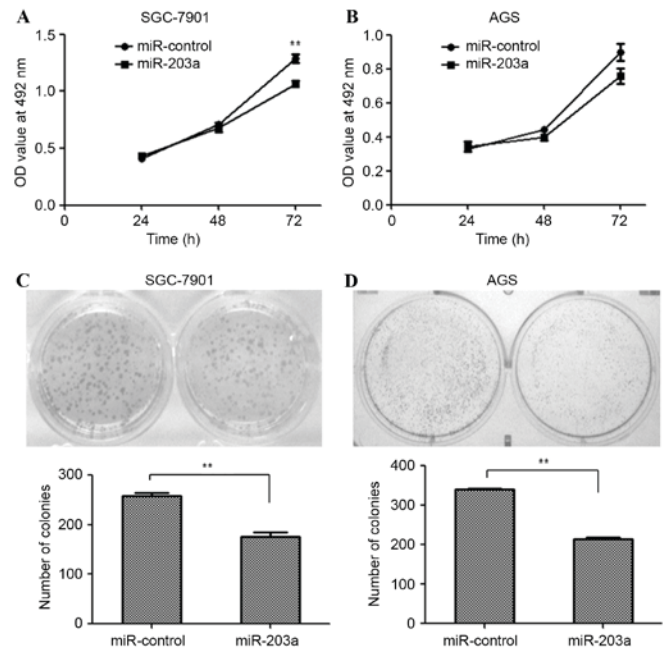 A
SGC-7901
OD value at 492 nm
1.5
1.0
0.5
0.0
miR-control
miR-203a
**
0
24
48
72
Time (h)
B
AGS
OD value at 492 nm
1.0
0.8
0.6
0.4
0.2
0.0
miR-control
miR-203a
0
24
48
72
Time (h)
C
SGC-7901
Number of colonies
300
200
100
0
**
miR-control
miR-203a
D
AGS
Number of colonies
400
300
200
100
0
**
miR-control
miR-203a